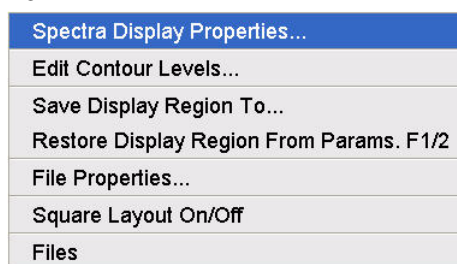 Spectra Display Properties...
Edit Contour Levels...
Save Display Region To...
Restore Display Region From Params. F1/2
File Properties...
Square Layout On/Off
Files